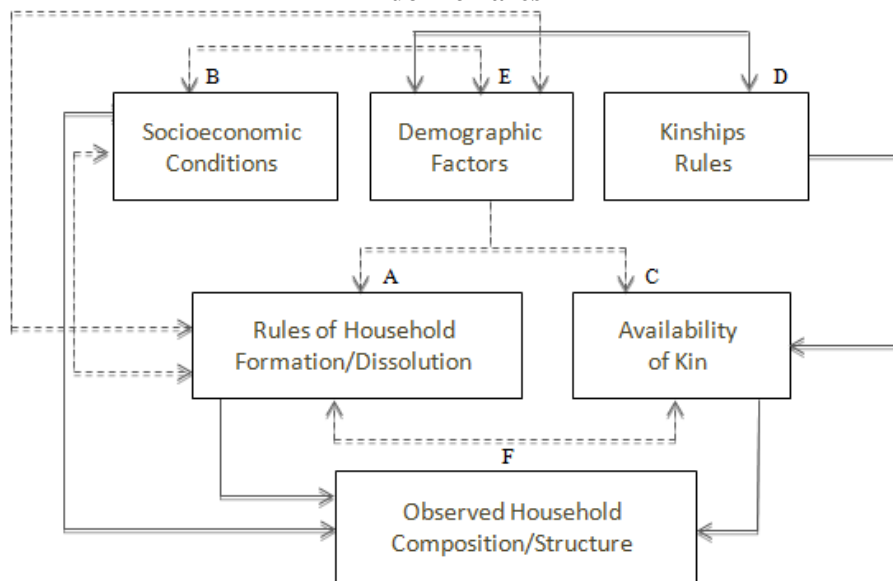 B
E
D
Socioeconomic
Conditions
Demographic
Factors
Kinships
Rules
A
C
Rules of Household
Formation/Dissolution
Availability
of Kin
F
Observed Household
Composition/Structure